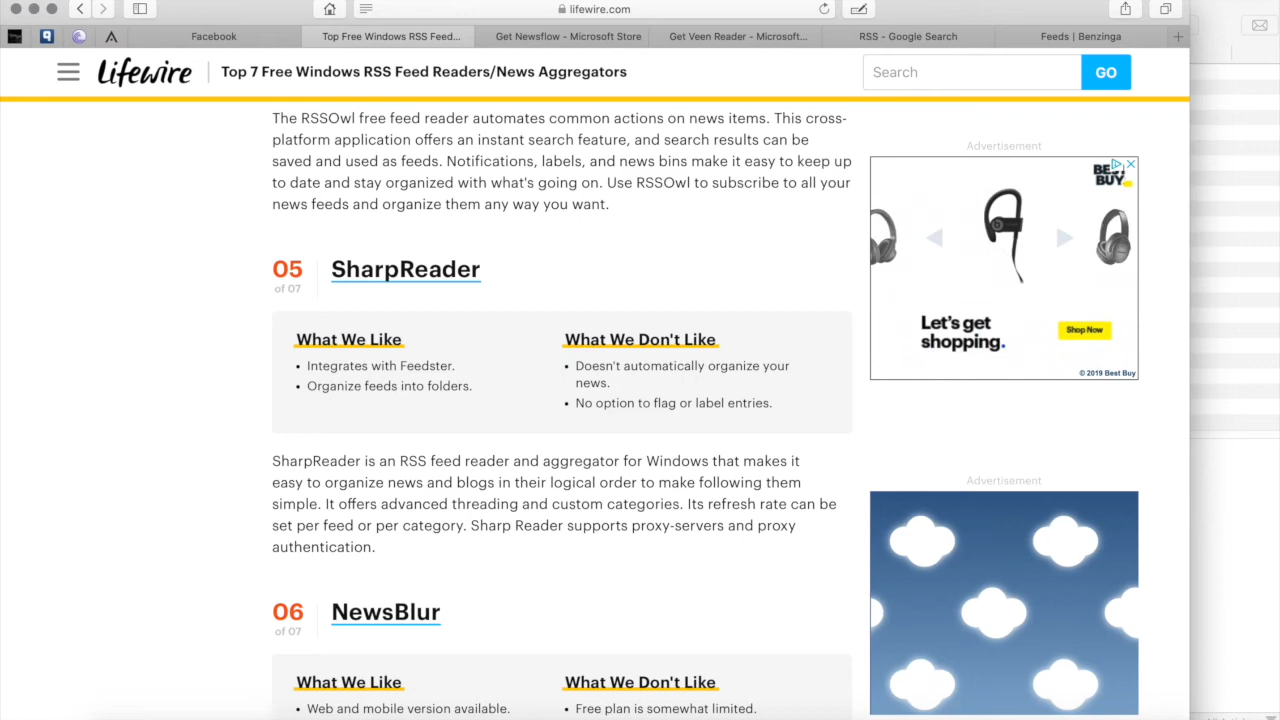 lifewire.com
Facebook
Top Free Windows RSS Feed...
Get Newsflow - Microsoft Store
Get Veen Reader - Microsoft...
RSS - Google Search
Feeds | Benzinga
lifewire
Top 7 Free Windows RSS Feed Readers/News Aggregators
Search
GO
The RSSOwl free feed reader automates common actions on news items. This cross-
platform application offers an instant search feature, and search results can be
saved and used as feeds. Notifications, labels, and news bins make it easy to keep up
to date and stay organized with what's going on. Use RSSOwl to subscribe to all your
news feeds and organize them any way you want.
05
of 07
SharpReader
What We Like
Integrates with Feedster.
Organize feeds into folders.
What We Don't Like
Doesn't automatically organize your
news.
No option to flag or label entries.
SharpReader is an RSS feed reader and aggregator for Windows that makes it
easy to organize news and blogs in their logical order to make following them
simple. It offers advanced threading and custom categories. Its refresh rate can be
set per feed or per category. Sharp Reader supports proxy-servers and proxy
authentication.
06
of 07
NewsBlur
What We Like
Web and mobile version available.
What We Don't Like
Free plan is somewhat limited.
Advertisement
BEST
BUY
Let's get
shopping.
Shop Now
© 2019 Best Buy
Advertisement